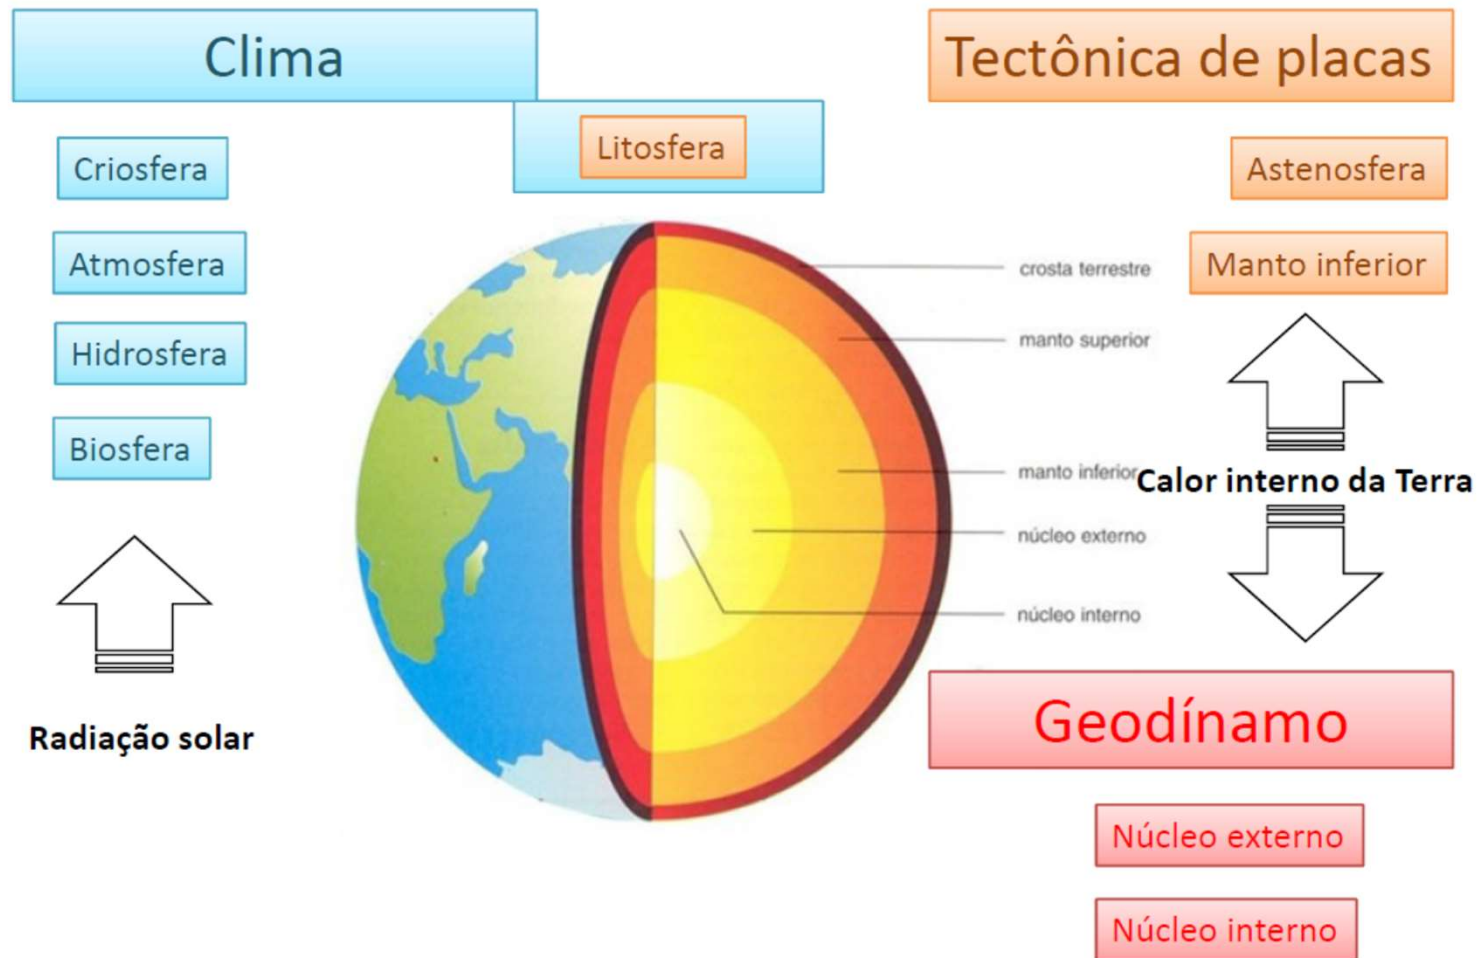 Clima
Litosfera
Criosfera
Atmosfera
Hidrosfera
Biosfera
Radiação solar
crosta terrestre
manto superior
manto inferior
núcleo externo
núcleo interno
Tectônica de placas
Astenosfera
Manto inferior
Calor interno da Terra
Geodínamo
Núcleo externo
Núcleo interno